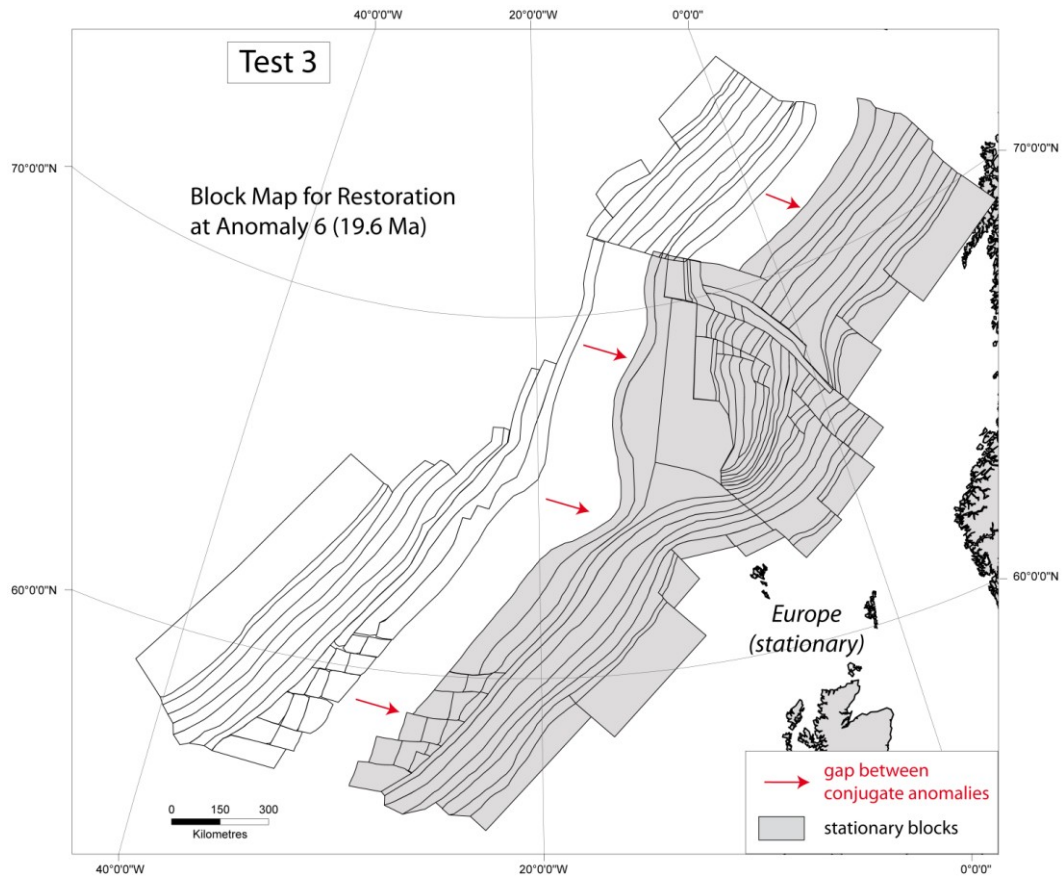 40°0'0"W 20°0'0"W 0°0'0"
Test 3
70°0'0"N
70°0'0"N
Block Map for Restoration
at Anomaly 6 (19.6 Ma)
60°0'0"N
60°0'0"N
Europe
(stationary)
gap between
conjugate anomalies
stationary blocks
0 150 300
Kilometres
40°0'0"W 20°0'0"W 0°0'0"